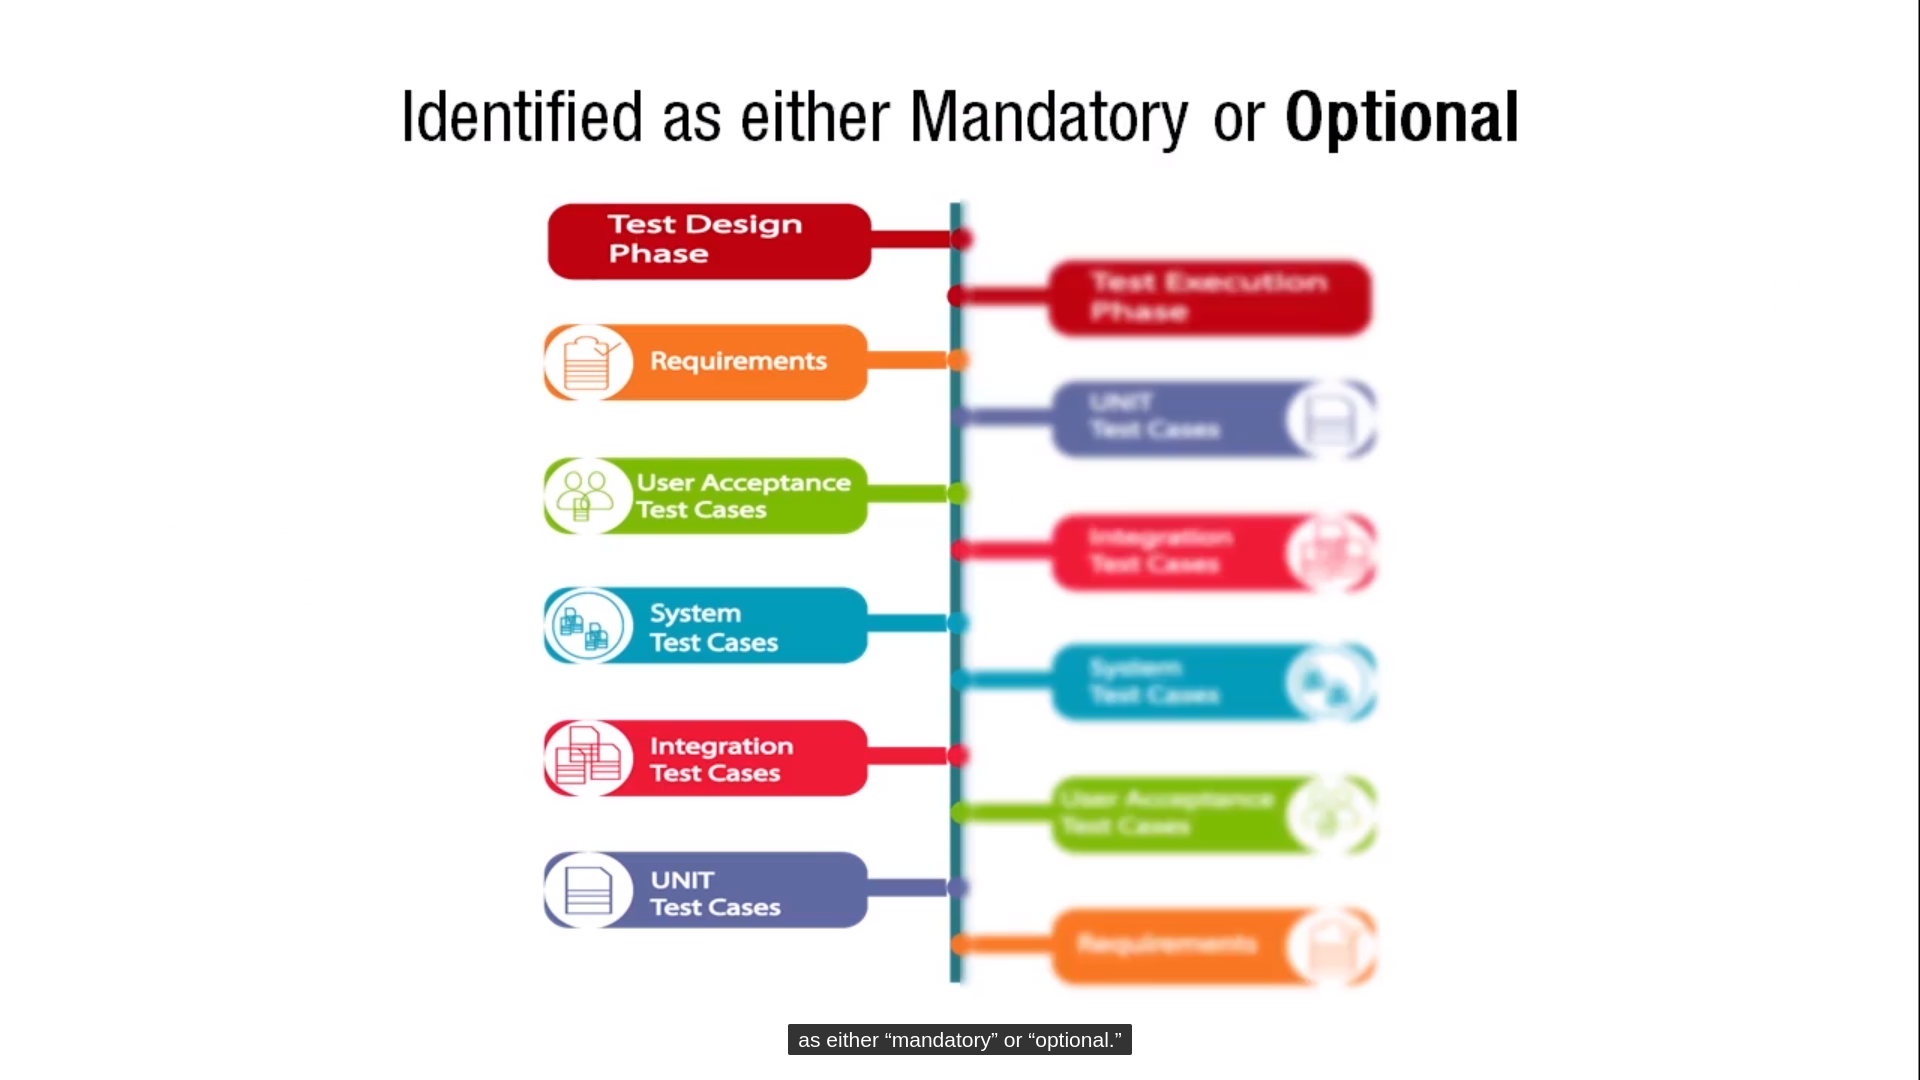 Identified as either Mandatory or Optional
Test Design
Phase
Requirements
User Acceptance
Test Cases
System
Test Cases
Integration
Test Cases
UNIT
Test Cases
Test Execution
Phase
UNIT
Test Cases
Integration
Test Cases
System
Test Cases
User Acceptance
Test Cases
Requirements
as either “mandatory” or “optional.”